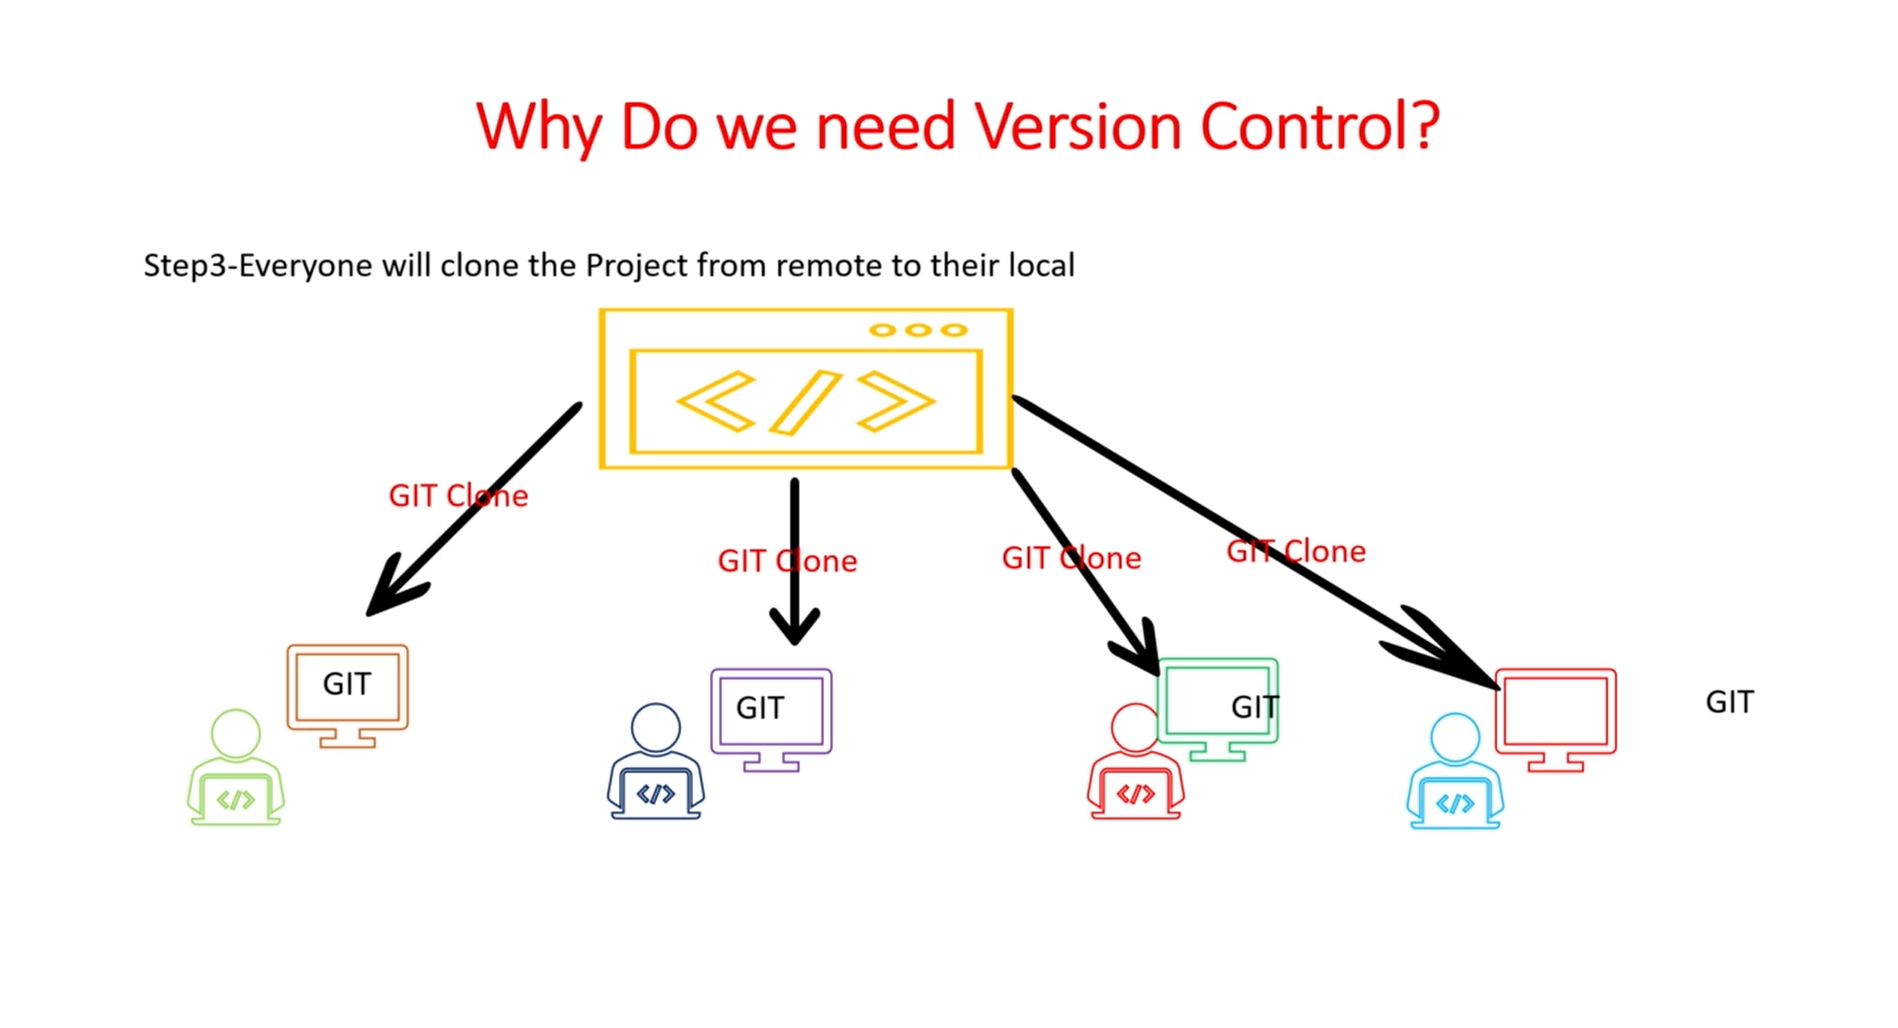 Why Do we need Version Control?
Step3-Everyone will clone the Project from remote to their local
</>
GIT Clone
GIT Clone
GIT Clone
GIT Clone
GIT
GIT
GIT
GIT
</>
</>
</>
</>